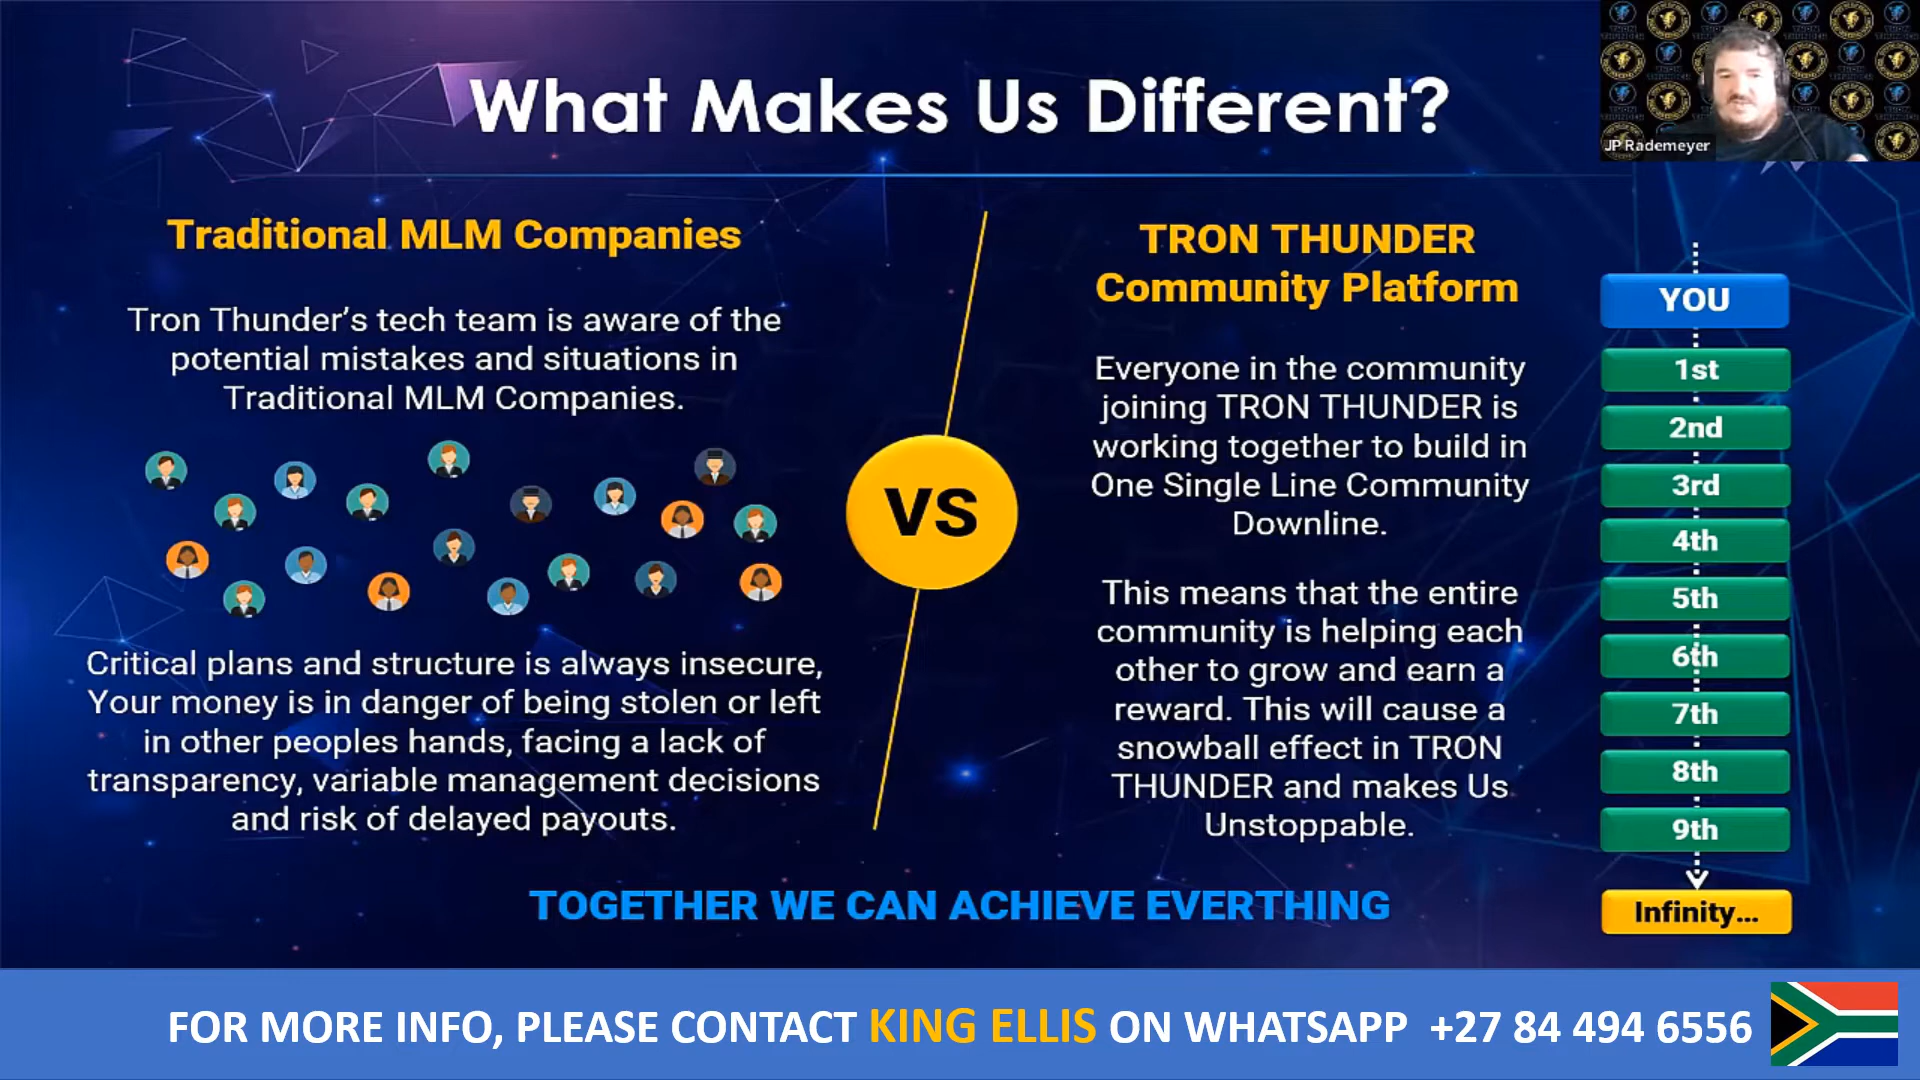 What Makes Us Different?
JP Rademeyer
Traditional MLM Companies
Tron Thunder's tech team is aware of the
potential mistakes and situations in
Traditional MLM Companies.
Critical plans and structure is always insecure,
Your money is in danger of being stolen or left
in other peoples hands, facing a lack of
transparency, variable management decisions
and risk of delayed payouts.
VS
TRON THUNDER
Community Platform
Everyone in the community
joining TRON THUNDER is
working together to build in
One Single Line Community
Downline.
This means that the entire
community is helping each
other to grow and earn a
reward. This will cause a
snowball effect in TRON
THUNDER and makes Us
Unstoppable.
YOU
1st
2nd
3rd
4th
5th
6th
7th
8th
9th
Infinity...
TOGETHER WE CAN ACHIEVE EVERTHING
FOR MORE INFO, PLEASE CONTACT KING ELLIS ON WHATSAPP +27 84 494 6556